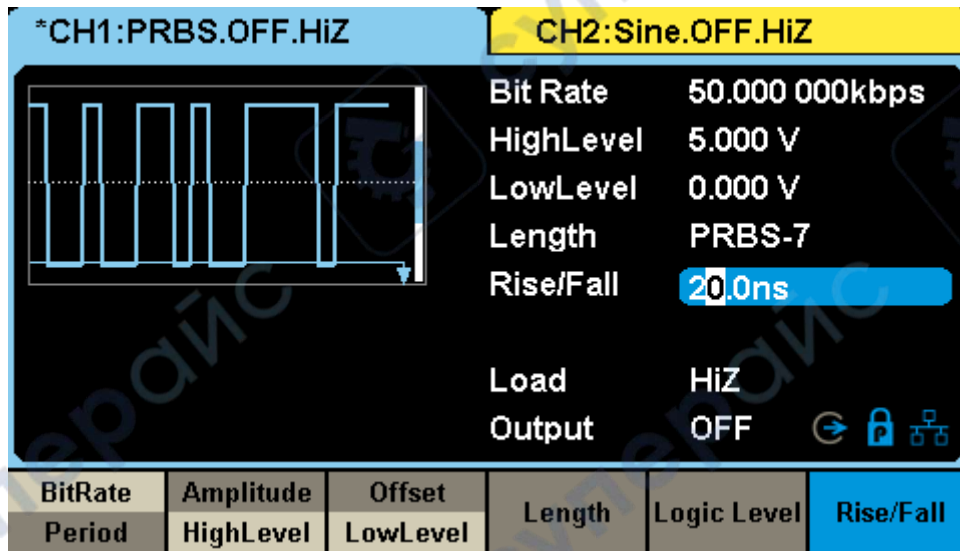 *CH1:PRBS.OFF.HiZ
CH2:Sine.OFF.HiZ
Bit Rate 50.000 000kbps
HighLevel 5.000 V
LowLevel 0.000 V
Length PRBS-7
Rise/Fall 20.0ns
Load HiZ
Output OFF
P
BitRate Amplitude Offset
Period HighLevel LowLevel
Length Logic Level Rise/Fall